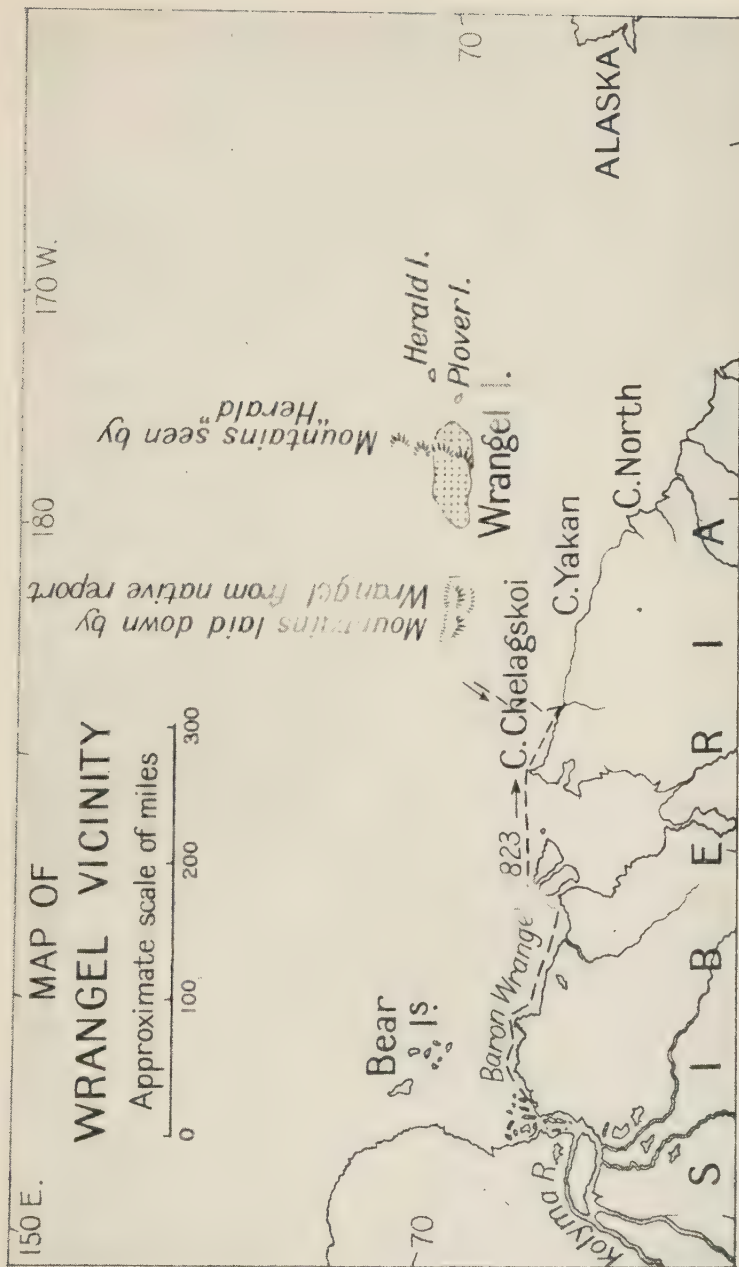 MAP OF
WRANGEL VICINITY
Approximate scale of miles
0 100 200 300
150 E.
180
170 W.
70
70
Mountains laid down by
Wrangel from native report
Mountains seen by
"Herald"
Herald I.
Plover I.
Wrangel I.
Bear
Is.
Baron Wrange 823
C. Chelagskoi
C. Yakan
C. North
Kolyma R.
ALASKA
SIBERIA